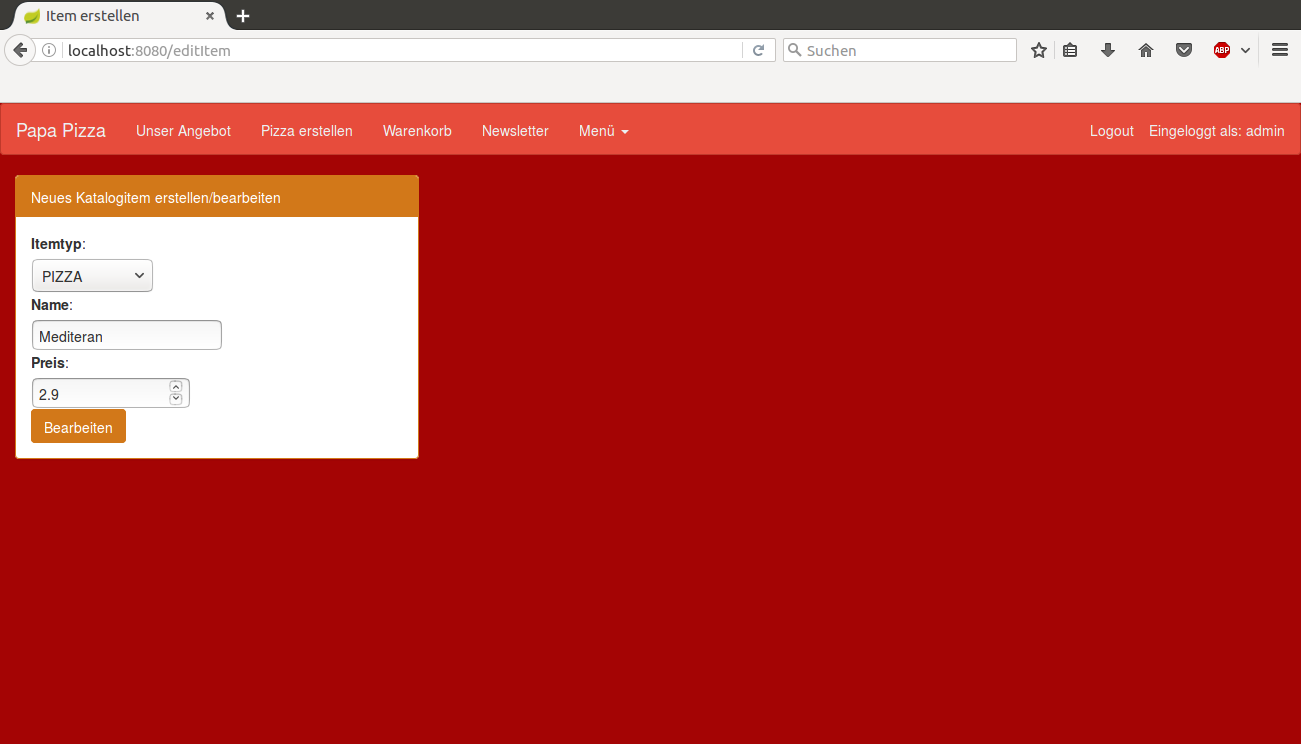 Item erstellen
localhost:8080/editItem
Suchen
ABP
Papa Pizza Unser Angebot Pizza erstellen Warenkorb Newsletter Menü Logout Eingeloggt als: admin
Neues Katalogitem erstellen/bearbeiten
Itemtyp:
PIZZA
Name:
Mediteran
Preis:
2.9
Bearbeiten